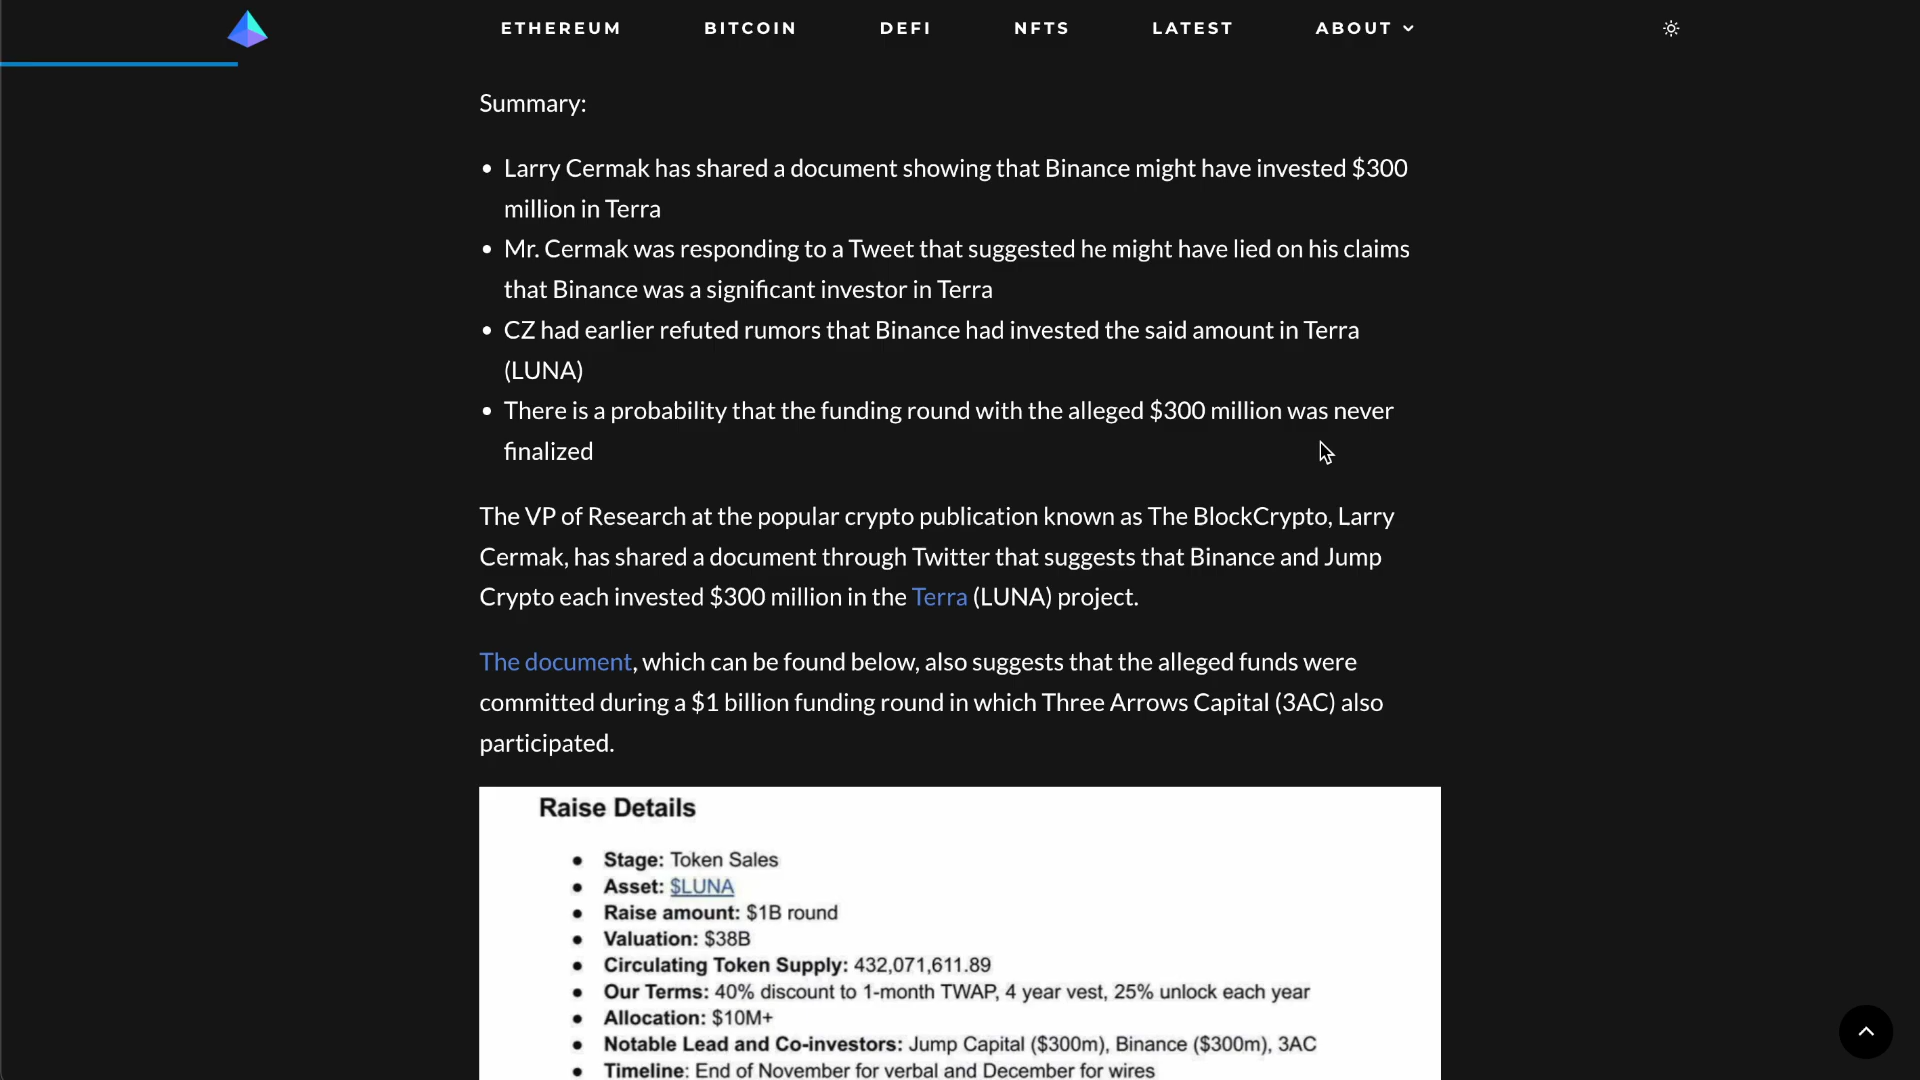 ETHEREUM BITCOIN DEFI NFTS LATEST ABOUT
Summary:
• Larry Cermak has shared a document showing that Binance might have invested $300
million in Terra
• Mr. Cermak was responding to a Tweet that suggested he might have lied on his claims
that Binance was a significant investor in Terra
• CZ had earlier refuted rumors that Binance had invested the said amount in Terra
(LUNA)
• There is a probability that the funding round with the alleged $300 million was never
finalized
The VP of Research at the popular crypto publication known as The BlockCrypto, Larry
Cermak, has shared a document through Twitter that suggests that Binance and Jump
Crypto each invested $300 million in the Terra (LUNA) project.
The document, which can be found below, also suggests that the alleged funds were
committed during a $1 billion funding round in which Three Arrows Capital (3AC) also
participated.
Raise Details
• Stage: Token Sales
• Asset: $LUNA
• Raise amount: $1B round
• Valuation: $38B
• Circulating Token Supply: 432,071,611.89
• Our Terms: 40% discount to 1-month TWAP, 4 year vest, 25% unlock each year
• Allocation: $10M+
• Notable Lead and Co-investors: Jump Capital ($300m), Binance ($300m), 3AC
• Timeline: End of November for verbal and December for wires